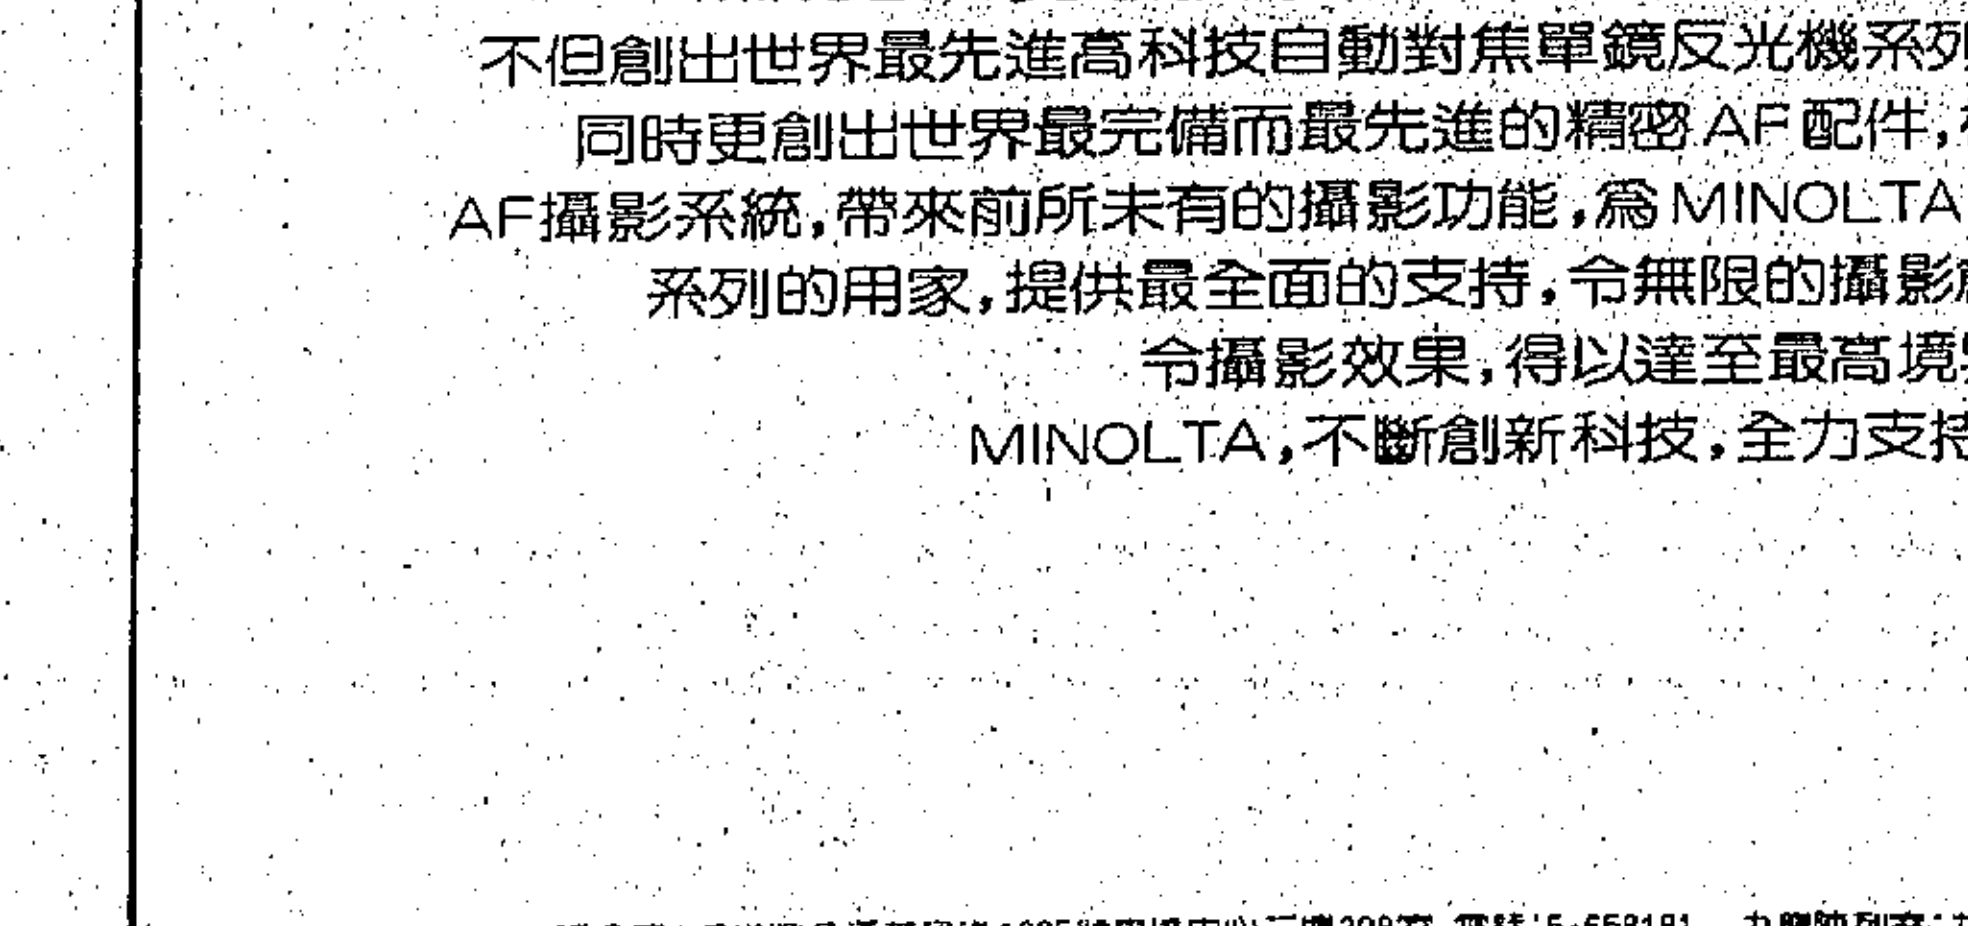 不但創出世界最先進高科技自動對焦單鏡反光機系列
同時更創出世界最完備而最先進的精密AF配件,
AF攝影系統,帶來前所未有的攝影功能,爲MINOLTA
系列的用家,提供最全面的支持,令無限的攝影
令攝影效果,得以達至最高境
MINOLTA,不斷創新科技,全力支持